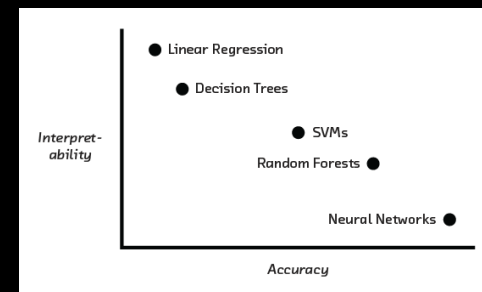 Linear Regression
Decision Trees
Interpret-
ability
SVMs
Random Forests
Neural Networks
Accuracy